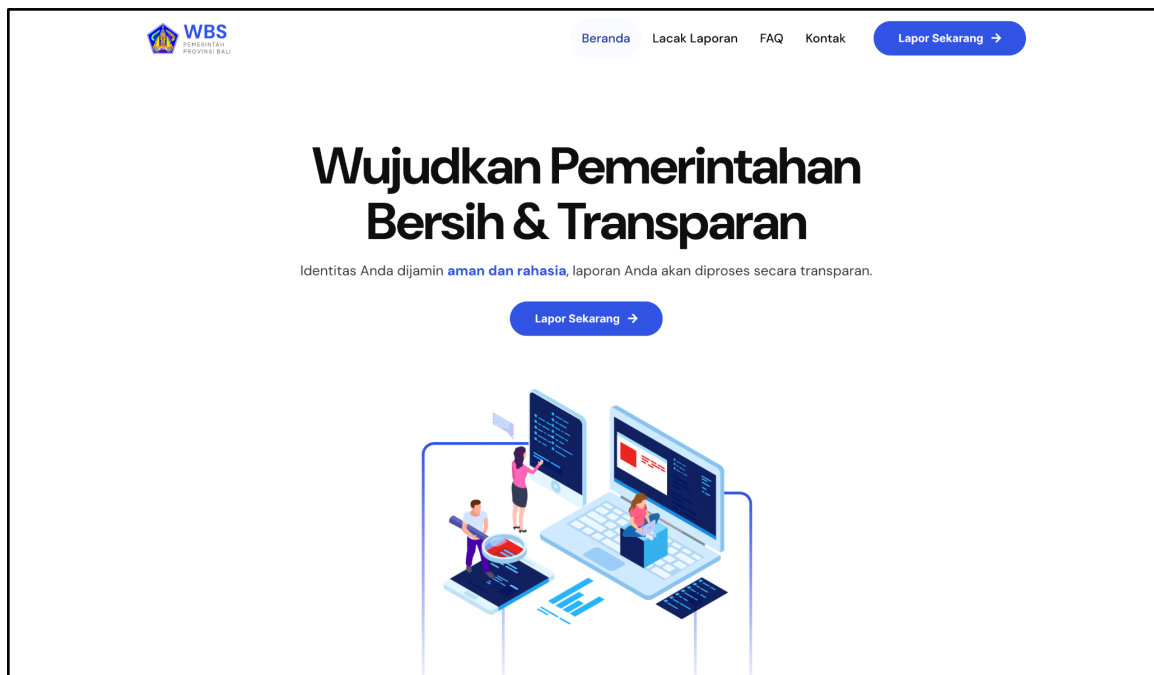 WBS
PEMERINTAH
PROVINSI BALI
Beranda
Lacak Laporan
FAQ
Kontak
Lapor Sekarang →
Wujudkan Pemerintahan
Bersih & Transparan
Identitas Anda dijamin aman dan rahasia, laporan Anda akan diproses secara transparan.
Lapor Sekarang →